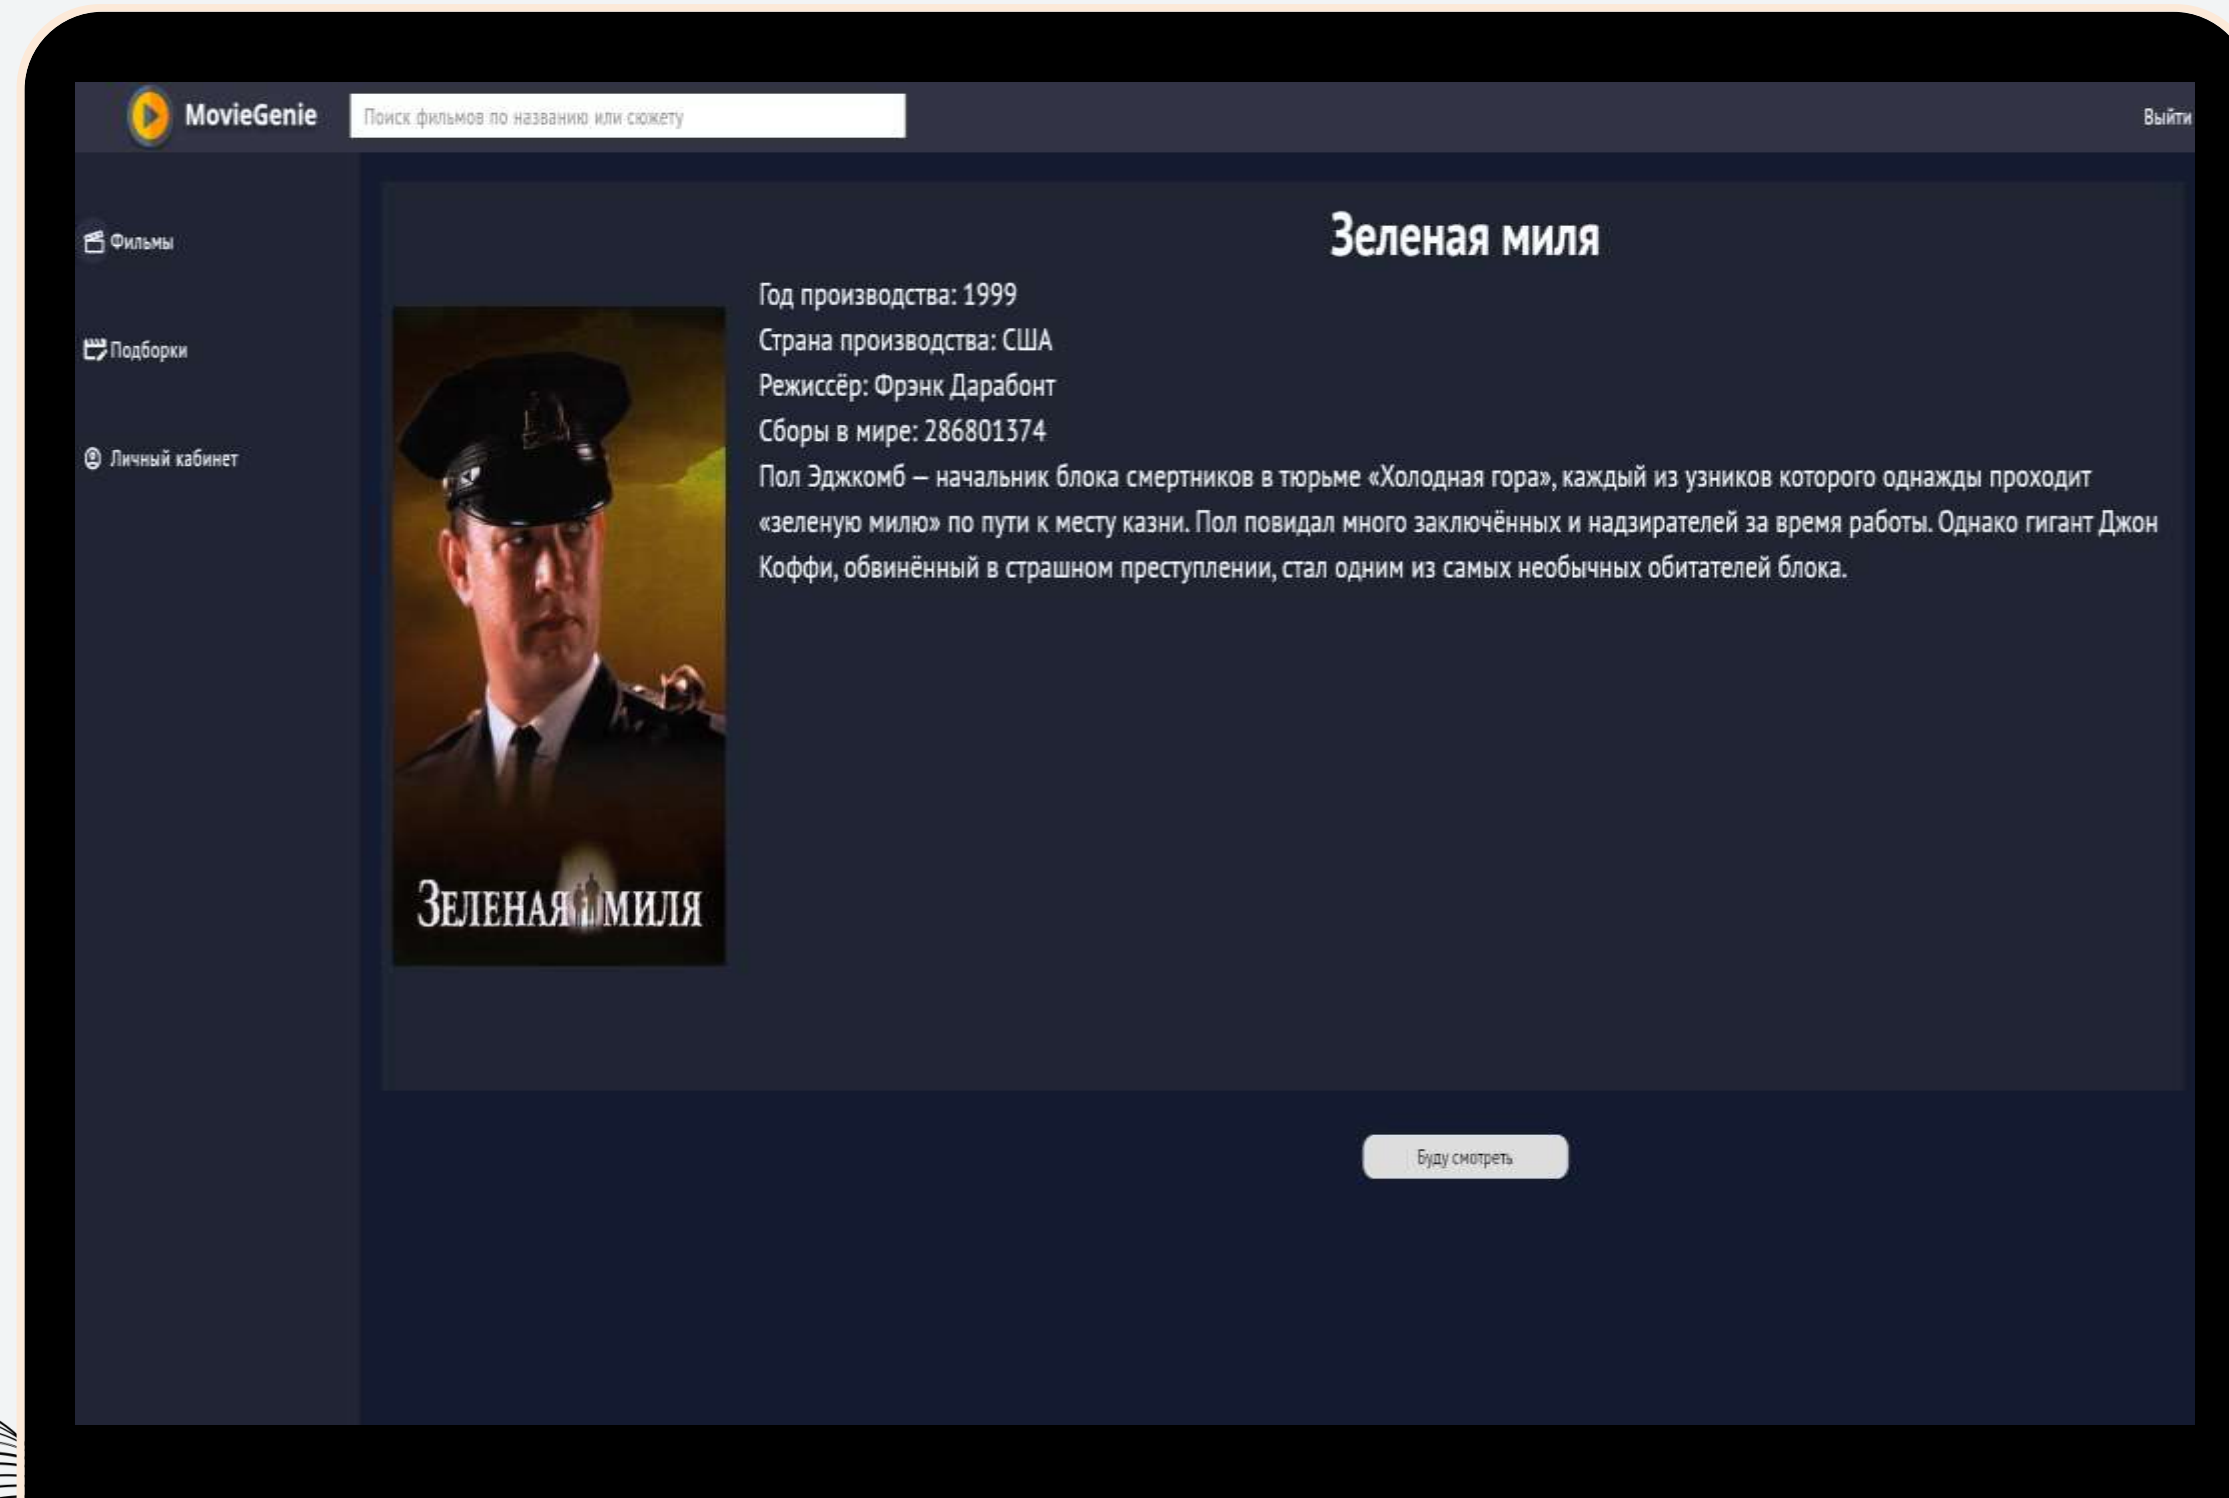 MovieGenie
Поиск фильмов по названию или сюжету
Выйти
Фильмы
Подборки
Личный кабинет
Зеленая миля
Год производства: 1999
Страна производства: США
Режиссёр: Фрэнк Дарабонт
Сборы в мире: 286801374
Пол Эджкомб – начальник блока смертников в тюрьме «Холодная гора», каждый из узников которого однажды проходит
«зеленую милю» по пути к месту казни. Пол повидал много заключённых и надзирателей за время работы. Однако гигант Джон
Коффи, обвинённый в страшном преступлении, стал одним из самых необычных обитателей блока.
ЗЕЛЕНАЯ МИЛЯ
Буду смотреть